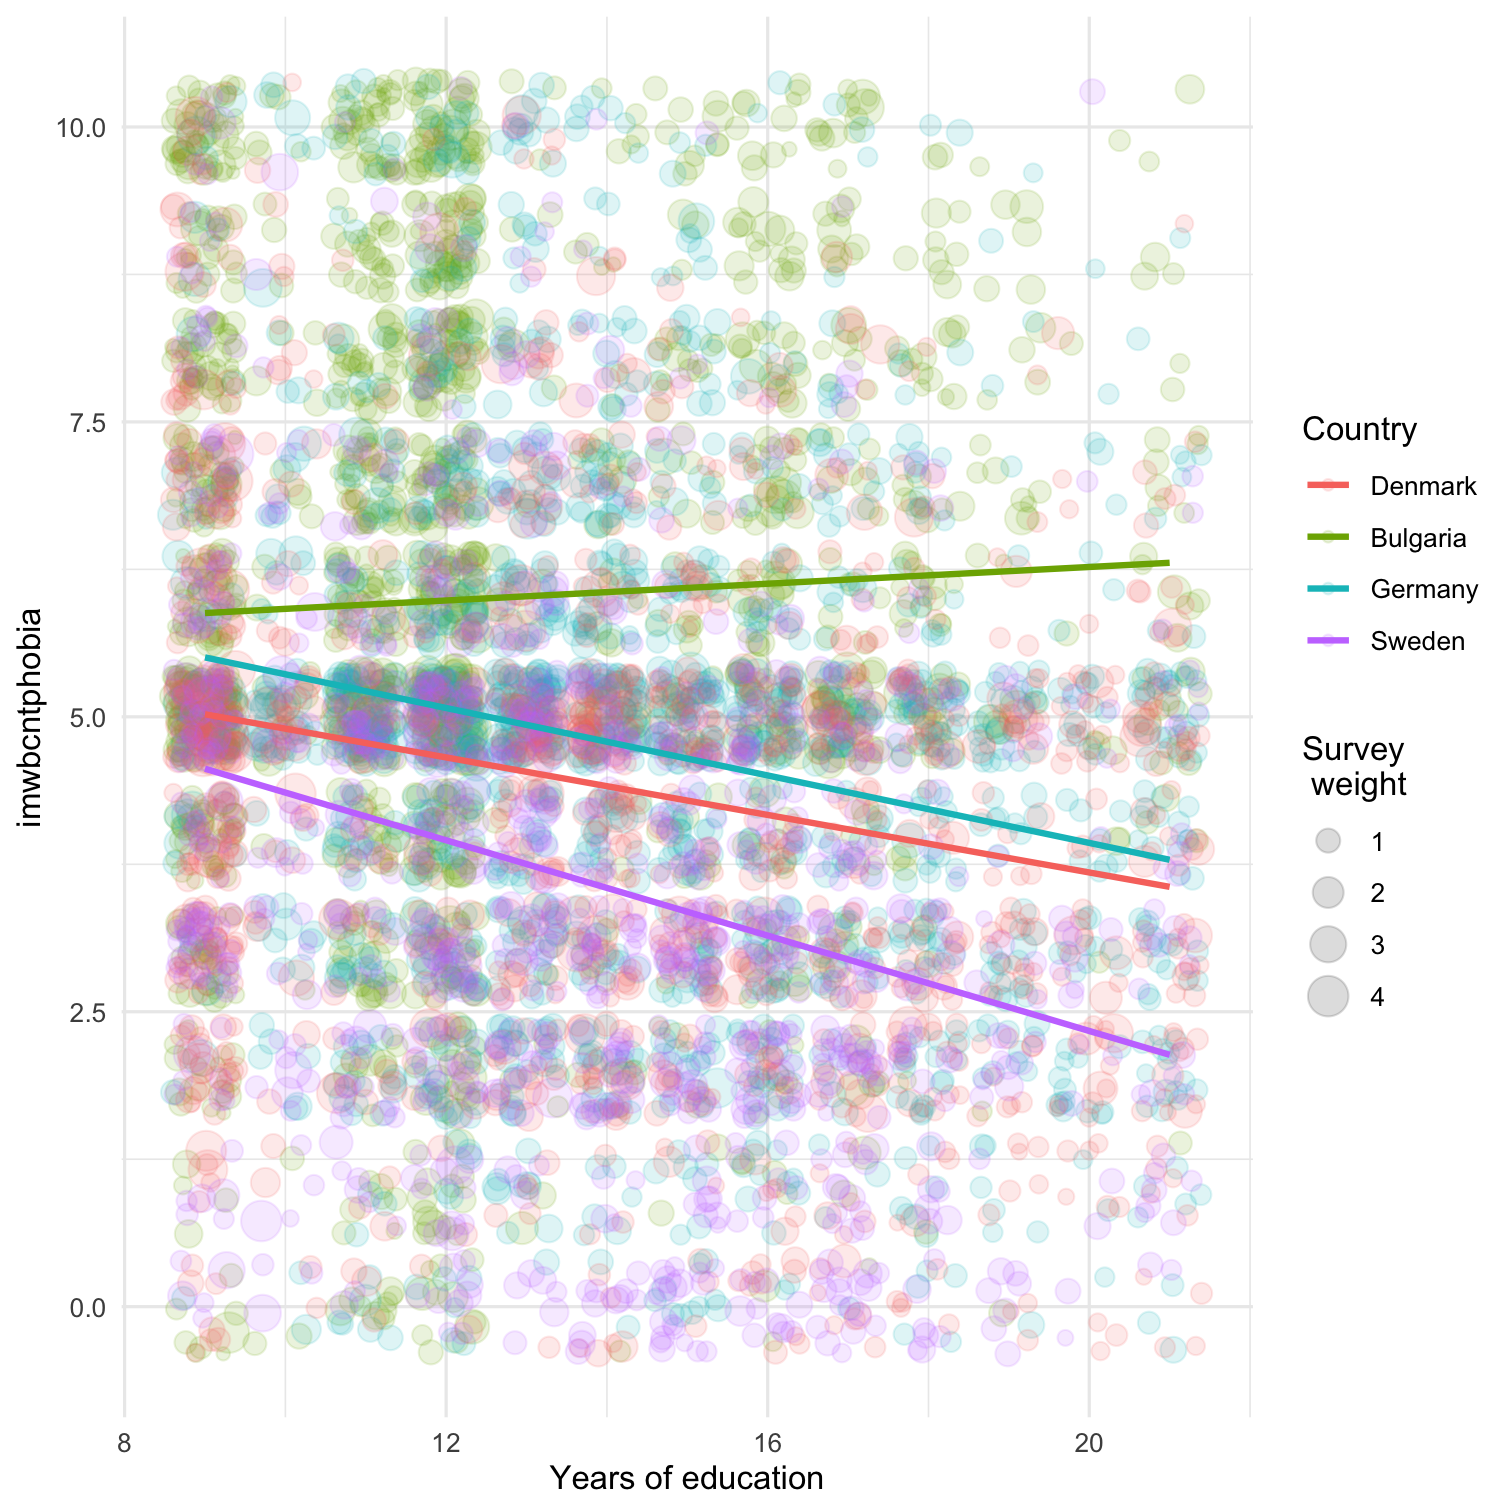 10.0
7.5
5.0
2.5
0.0
imwbcntphobia
8 12 16 20
Years of education
Country
Denmark
Bulgaria
Germany
Sweden
Survey
weight
1
2
3
4